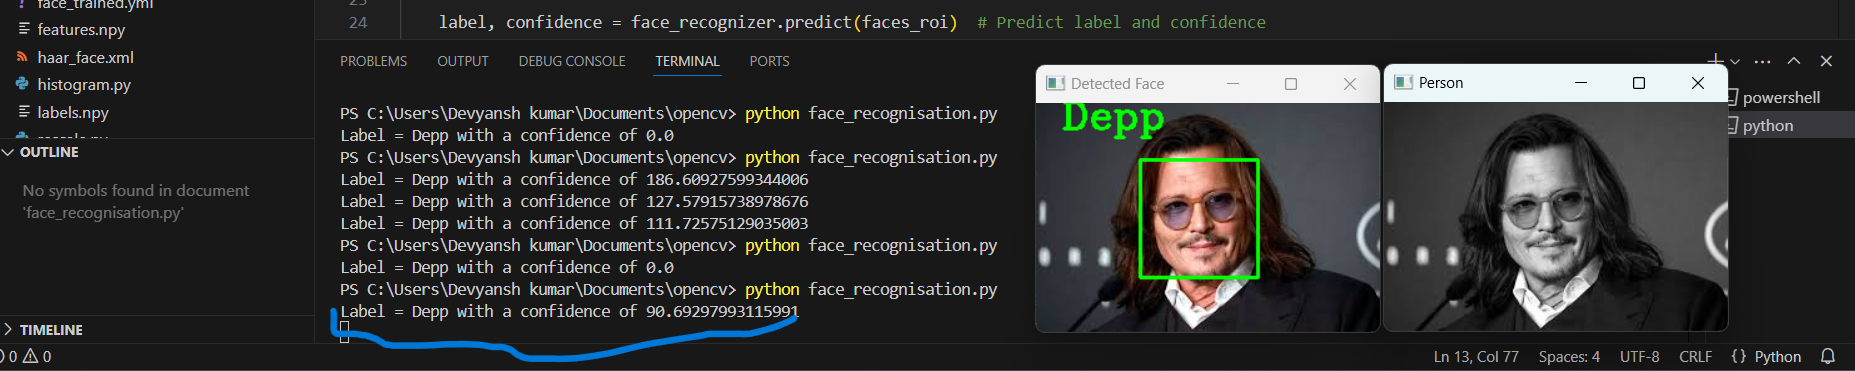 face_trained.yml
features.npy
haar_face.xml
histogram.py
labels.npy
OUTLINE
No symbols found in document
'face_recognisation.py'
TIMELINE
0 0
24 label, confidence = face_recognizer.predict(faces_roi)  # Predict label and confidence
PROBLEMS OUTPUT DEBUG CONSOLE TERMINAL PORTS
PS C:\Users\Devyansh kumar\Documents\opencv> python face_recognisation.py
Label = Depp with a confidence of 0.0
PS C:\Users\Devyansh kumar\Documents\opencv> python face_recognisation.py
Label = Depp with a confidence of 186.60927599344006
Label = Depp with a confidence of 127.57915738978676
Label = Depp with a confidence of 111.72575129035003
PS C:\Users\Devyansh kumar\Documents\opencv> python face_recognisation.py
Label = Depp with a confidence of 0.0
PS C:\Users\Devyansh kumar\Documents\opencv> python face_recognisation.py
Label = Depp with a confidence of 90.69297993115991
Detected Face
Depp
Person
powershell
python
Ln 13, Col 77 Spaces: 4 UTF-8 CRLF {} Python